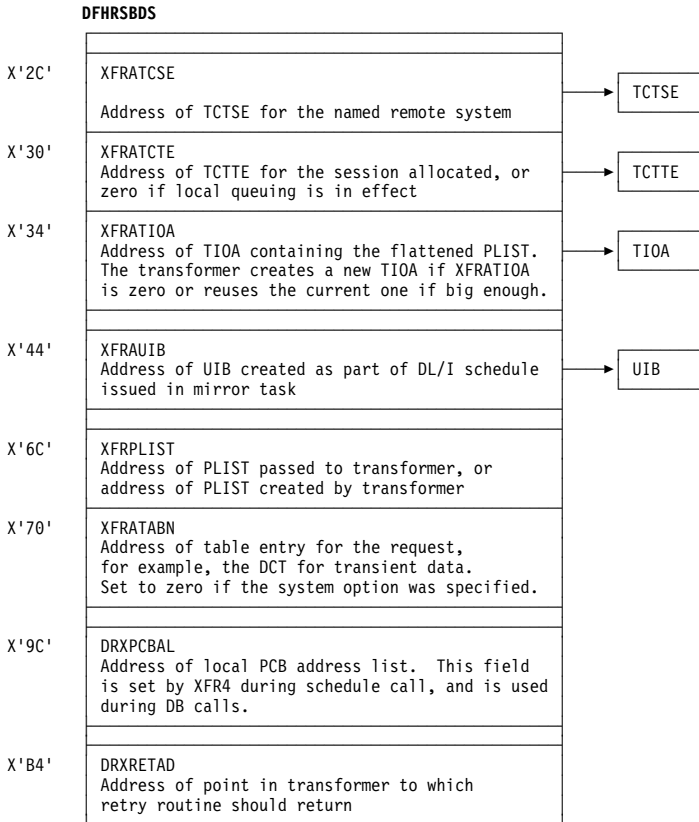 DFHRSBDS
X'2C' XFRATCSE
TCTSE
Address of TCTSE for the named remote system
X'30' XFRATCTE
Address of TCTTE for the session allocated, or
TCTTE
zero if local queuing is in effect
X'34' XFRATIOA
Address of TIOA containing the flattened PLIST.
TIOA
The transformer creates a new TIOA if XFRATIOA
is zero or reuses the current one if big enough.
X'44' XFRAUIB
Address of UIB created as part of DL/I schedule
UIB
issued in mirror task
X'6C' XFRPLIST
Address of PLIST passed to transformer, or
address of PLIST created by transformer
X'70' XFRATABN
Address of table entry for the request,
for example, the DCT for transient data.
Set to zero if the system option was specified.
X'9C' DRXPCBAL
Address of local PCB address list. This field
is set by XFR4 during schedule call, and is used
during DB calls.
X'B4' DRXRETAD
Address of point in transformer to which
retry routine should return